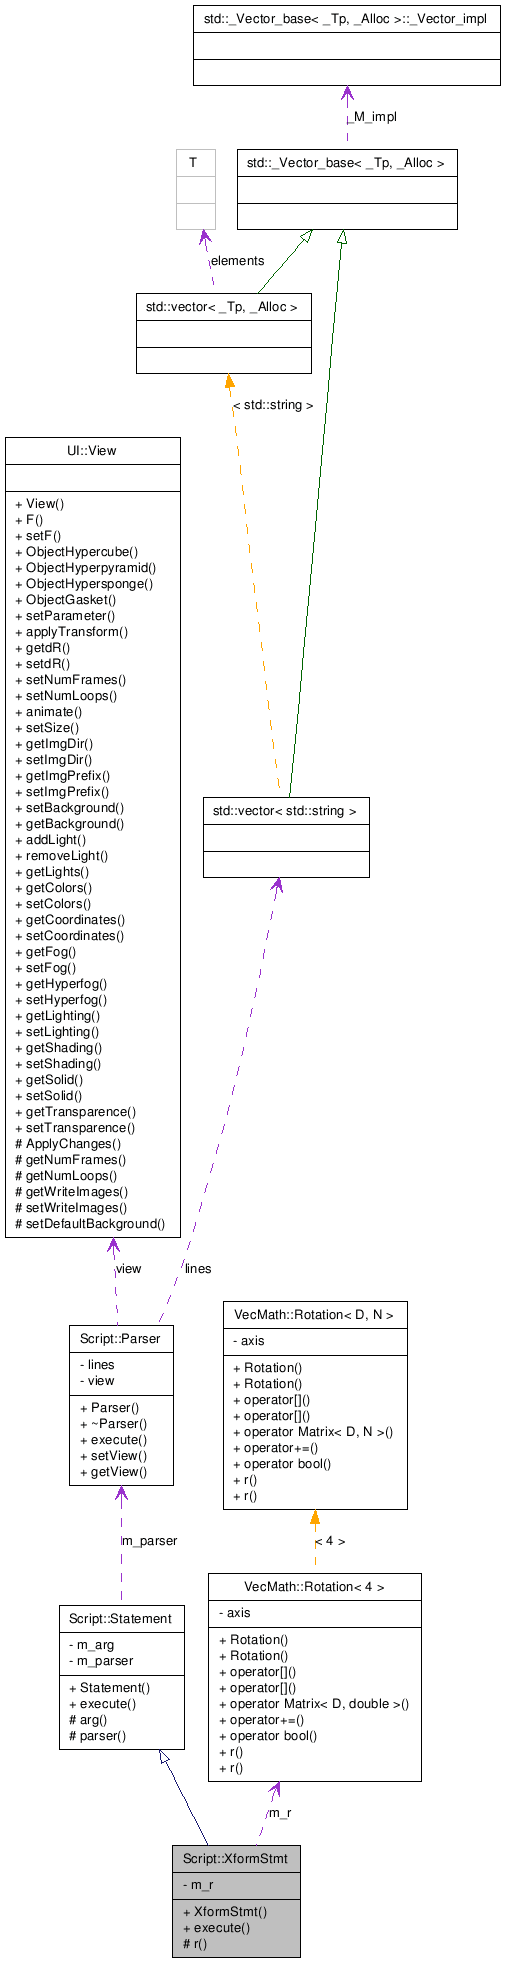 std::_Vector_base< _Tp, _Alloc >::_Vector_impl
_M_impl
T
std::_Vector_base< _Tp, _Alloc >
elements
std::vector< _Tp, _Alloc >
< std::string >
UI::View
+ View()
+ F()
+ setF()
+ ObjectHypercube()
+ ObjectHyperpyramid()
+ ObjectHypersponge()
+ ObjectGasket()
+ setParameter()
+ applyTransform()
+ getdR()
+ setdR()
+ setNumFrames()
+ setNumLoops()
+ animate()
+ setSize()
+ getImgDir()
+ setImgDir()
+ getImgPrefix()
+ setImgPrefix()
+ setBackground()
+ getBackground()
+ addLight()
+ removeLight()
+ getLights()
+ getColors()
+ setColors()
+ getCoordinates()
+ setCoordinates()
+ getFog()
+ setFog()
+ getHyperfog()
+ setHyperfog()
+ getLighting()
+ setLighting()
+ getShading()
+ setShading()
+ getSolid()
+ setSolid()
+ getTransparence()
+ setTransparence()
# ApplyChanges()
# getNumFrames()
# getNumLoops()
# getWriteImages()
# setWriteImages()
# setDefaultBackground()
std::vector< std::string >
view
lines
Script::Parser
- lines
- view
+ Parser()
+ ~Parser()
+ execute()
+ setView()
+ getView()
VecMath::Rotation< D, N >
- axis
+ Rotation()
+ Rotation()
+ operator[]()
+ operator[]()
+ operator Matrix< D, N >()
+ operator+=()
+ operator bool()
+ r()
+ r()
m_parser
< 4 >
Script::Statement
- m_arg
- m_parser
+ Statement()
+ execute()
# arg()
# parser()
VecMath::Rotation< 4 >
- axis
+ Rotation()
+ Rotation()
+ operator[]()
+ operator[]()
+ operator Matrix< D, double >()
+ operator+=()
+ operator bool()
+ r()
+ r()
m_r
Script::XformStmt
- m_r
+ XformStmt()
+ execute()
# r()